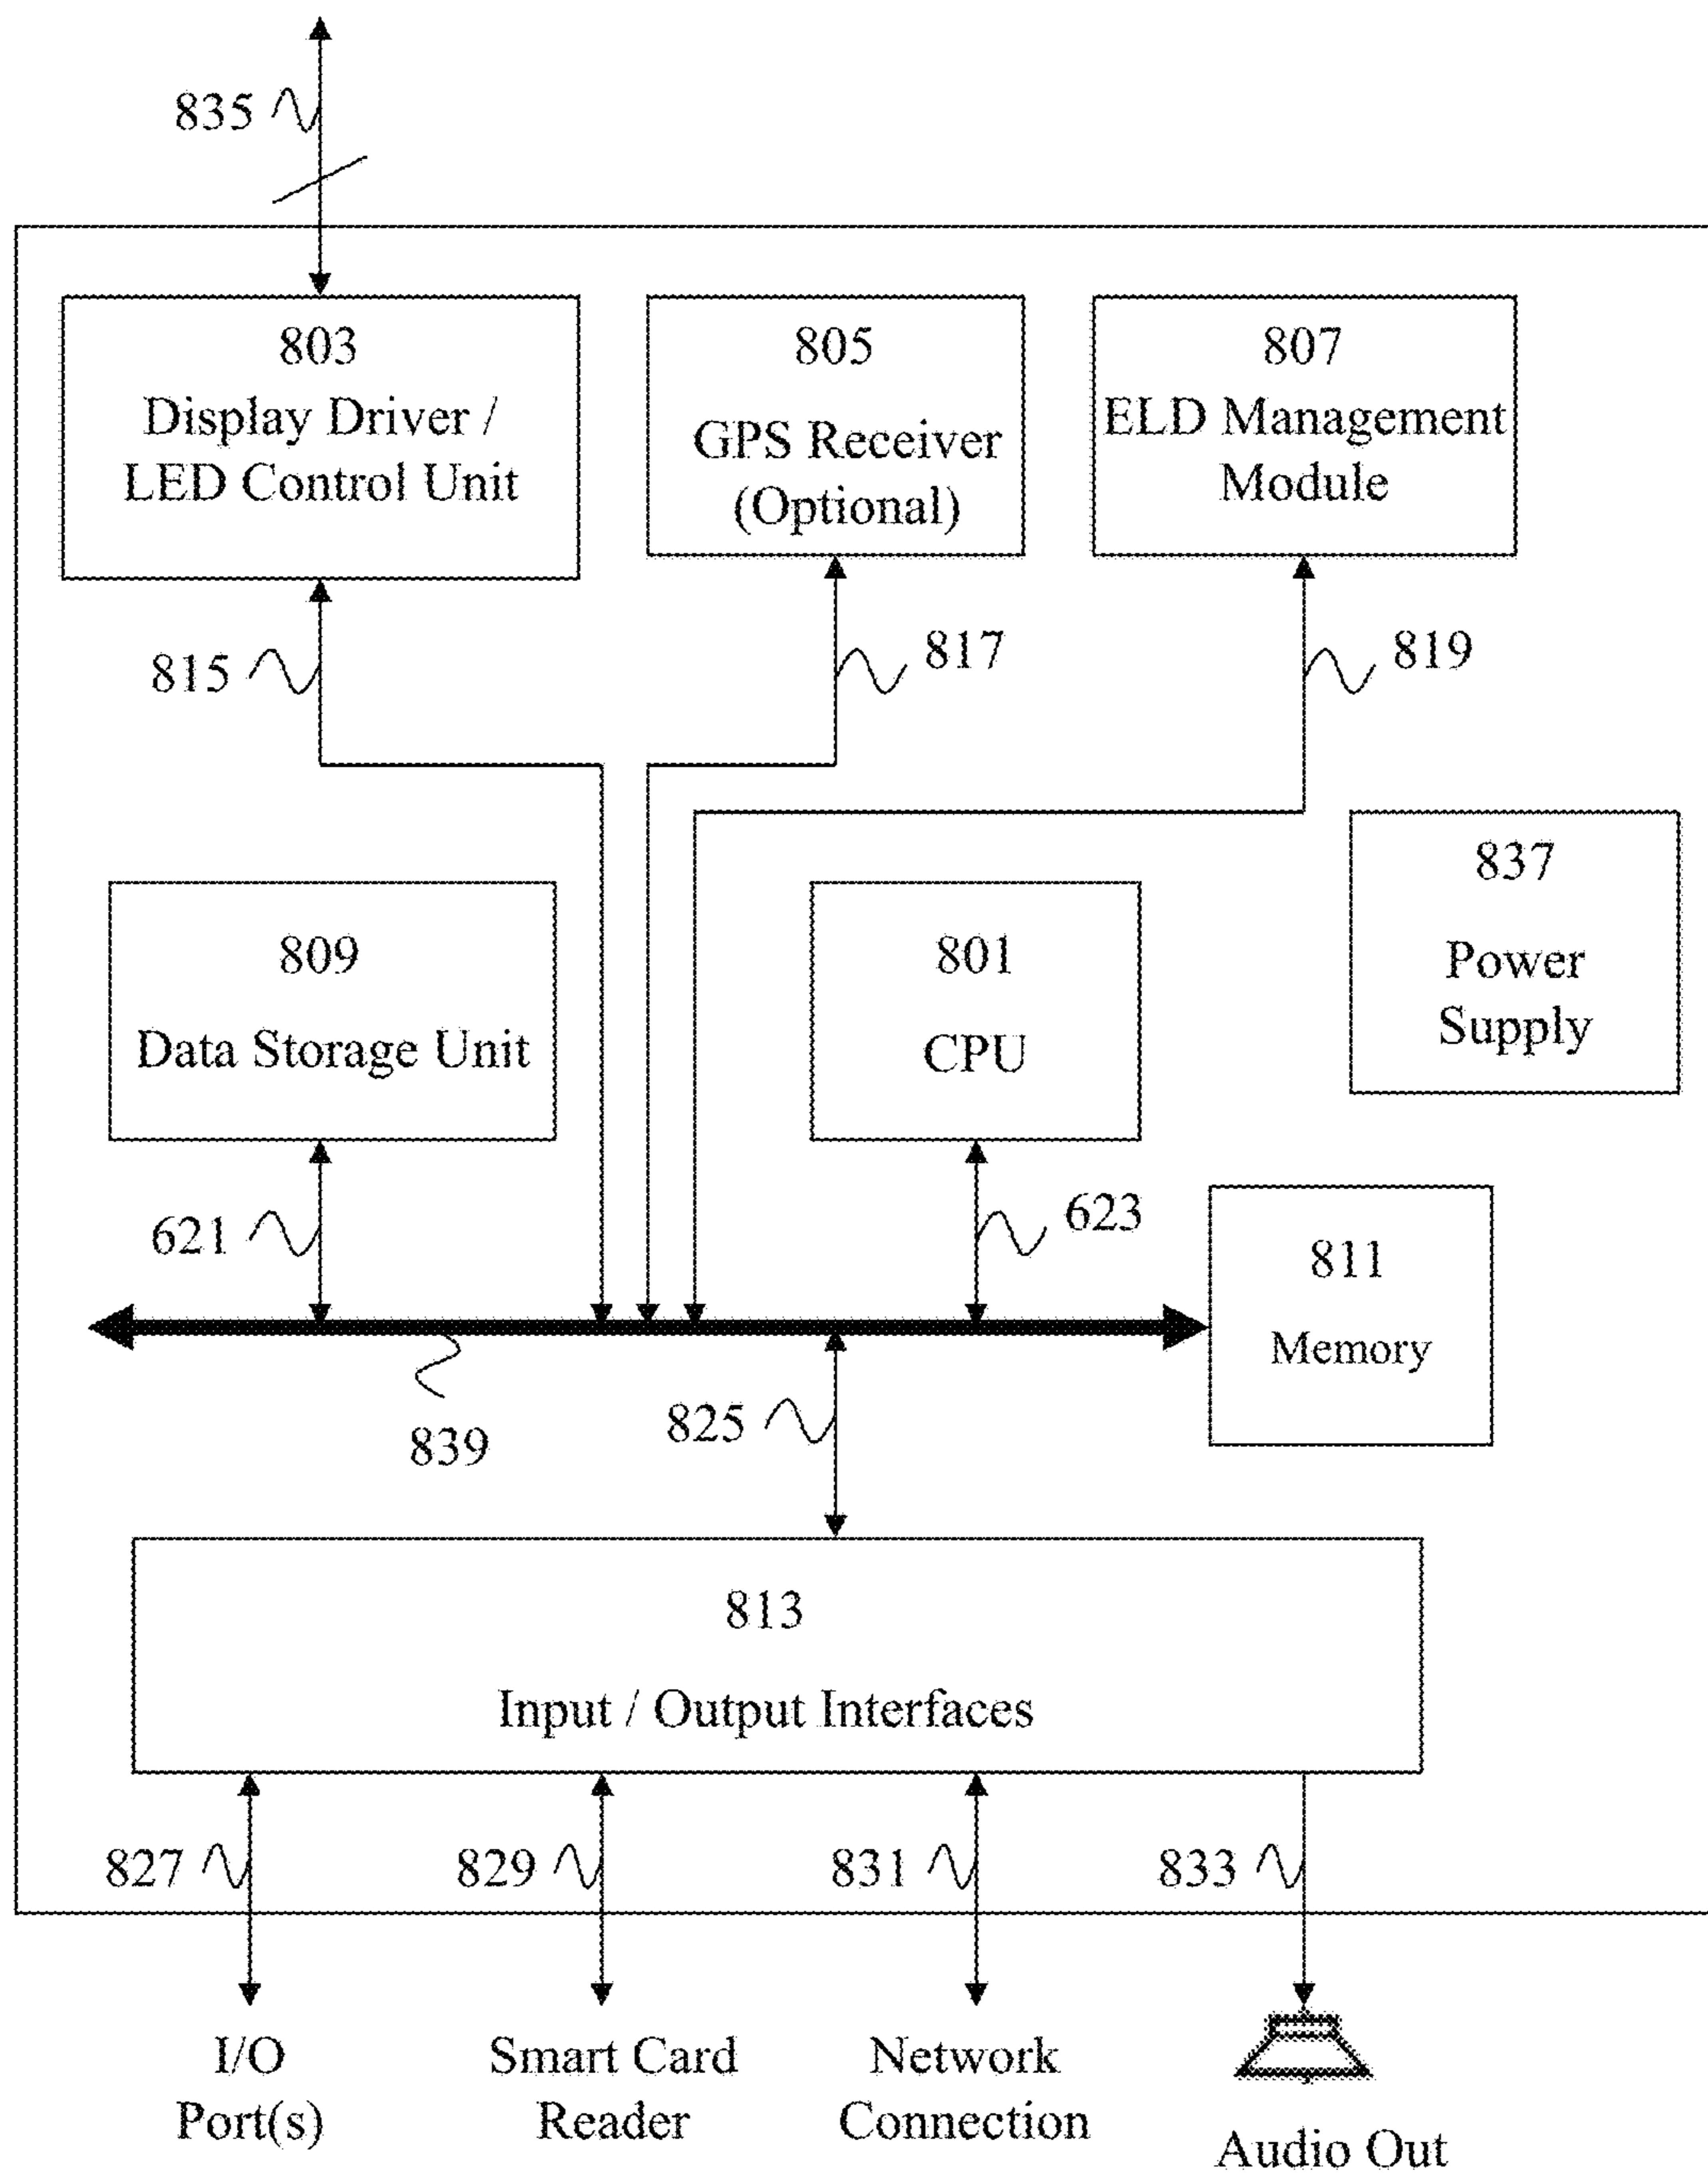 835
803
Display Driver /
LED Control Unit
805
GPS Receiver
(Optional)
807
ELD Management
Module
815
817
819
837
Power
Supply
809
Data Storage Unit
801
CPU
621
623
811
Memory
839
825
813
Input / Output Interfaces
827
829
831
833
I/O
Port(s)
Smart Card
Reader
Network
Connection
Audio Out